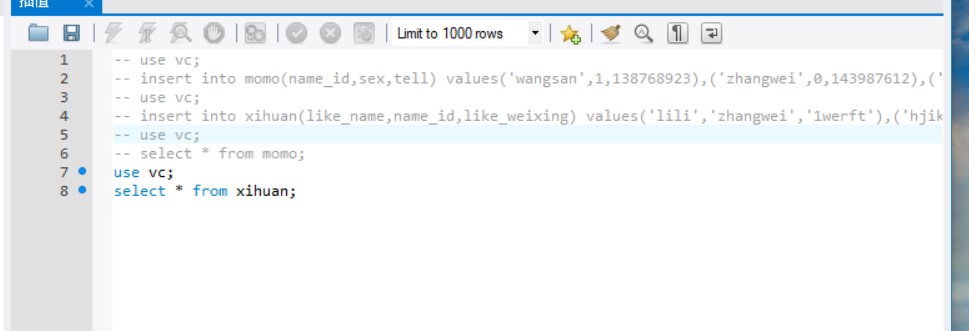 插值 ×
Limit to 1000 rows
1 -- use vc;
2 -- insert into momo(name_id,sex,tell) values('wangsan',1,138768923),('zhangwei',0,143987612),('
3 -- use vc;
4 -- insert into xihuan(like_name,name_id,like_weixing) values('lili','zhangwei','1werft'),('hjik
5 -- use vc;
6 -- select * from momo;
7 use vc;
8 select * from xihuan;